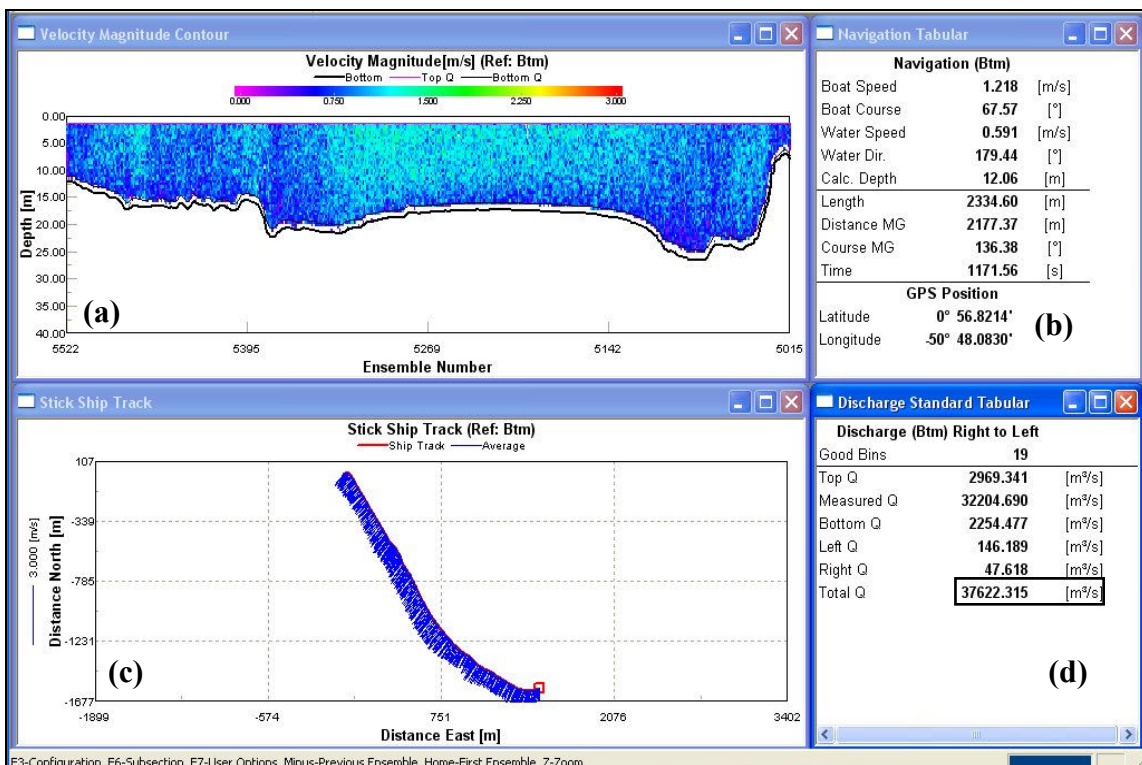 Velocity Magnitude Contour
Velocity Magnitude[m/s] (Ref: Btm)
Bottom Top Q Bottom Q
0.000 0.750 1.500 2.250 3.000
Depth [m]
0.00
5.00
10.00
15.00
20.00
25.00
30.00
35.00
40.00
(a)
5522 5395 5269 5142 5015
Ensemble Number
Navigation Tabular
Navigation (Btm)
Boat Speed 1.218 [m/s]
Boat Course 67.57 [°]
Water Speed 0.591 [m/s]
Water Dir. 179.44 [°]
Calc. Depth 12.06 [m]
Length 2334.60 [m]
Distance MG 2177.37 [m]
Course MG 136.38 [°]
Time 1171.56 [s]
GPS Position
Latitude 0° 56.8214'
Longitude -50° 48.0830'
(b)
Stick Ship Track
Stick Ship Track (Ref: Btm)
Ship Track Average
3.000 [m/s]
Distance North [m]
107
-339
-785
-1231
-1677
(c)
-1899 -574 751 2076 3402
Distance East [m]
Discharge Standard Tabular
Discharge (Btm) Right to Left
Good Bins 19
Top Q 2969.341 [m³/s]
Measured Q 32204.690 [m³/s]
Bottom Q 2254.477 [m³/s]
Left Q 146.189 [m³/s]
Right Q 47.618 [m³/s]
Total Q 37622.315 [m³/s]
(d)
F3-Configuration, F6-Subsection, F7-User Options, Minus-Previous Ensemble, Home-First Ensemble, Z-Zoom